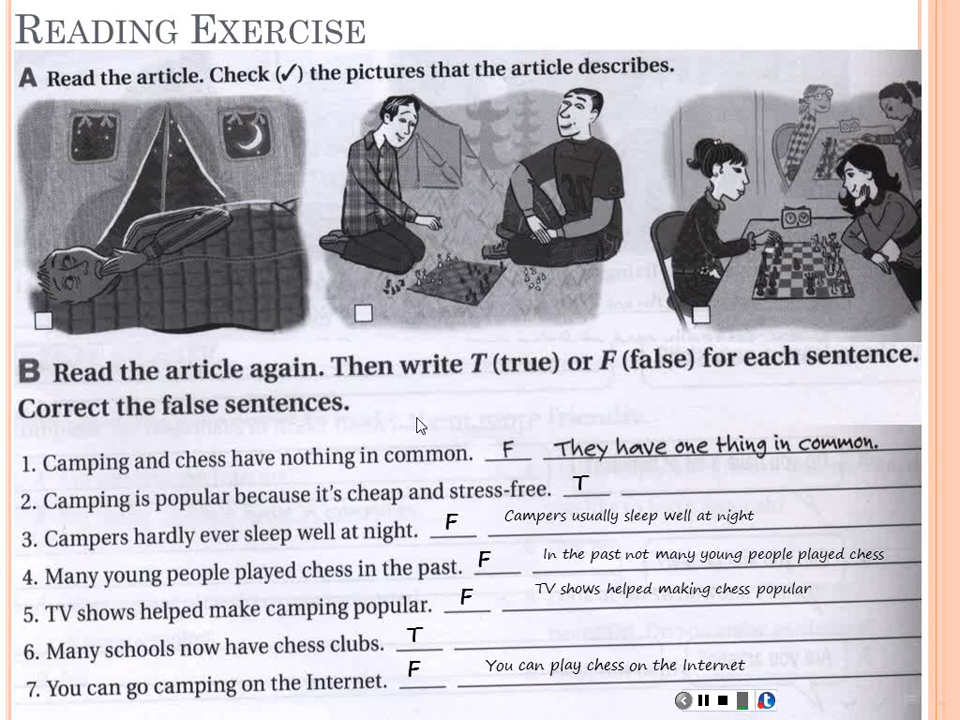 READING EXERCISE
A Read the article. Check (✓) the pictures that the article describes.
B Read the article again. Then write T (true) or F (false) for each sentence.
Correct the false sentences.
1. Camping and chess have nothing in common. F They have one thing in common.
2. Camping is popular because it's cheap and stress-free. T
3. Campers hardly ever sleep well at night. F Campers usually sleep well at night
4. Many young people played chess in the past. F In the past not many young people played chess
5. TV shows helped make camping popular. F TV shows helped making chess popular
6. Many schools now have chess clubs. T
7. You can go camping on the Internet. F You can play chess on the Internet